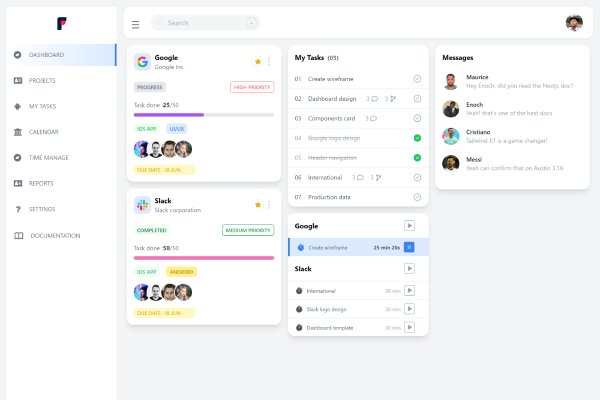 Search
DASHBOARD
PROJECTS
MY TASKS
CALENDAR
TIME MANAGE
REPORTS
SETTINGS
DOCUMENTATION
Google
Google Inc.
PROGRESS
HIGH PRIORITY
Task done : 25/50
IOS APP
UI/UX
DUE DATE : 18 JUN
Slack
Slack corporation
COMPLETED
MEDIUM PRIORITY
Task done : 50/50
IOS APP
ANDROID
DUE DATE : 18 JUN
My Tasks (05)
01 Create wireframe
02 Dashboard design 3 3
03 Components card 3
04 Google logo design
05 Header navigation
06 International 3 3
07 Production data
Google
Create wireframe 25 min 20s
Slack
International 30 min
Slack logo design 30 min
Dashboard template 30 min
Messages
Maurice
Hey Enoch, did you read the Nextjs doc?
Enoch
Yeah! that's one of the best docs
Cristiano
Tailwind JIT is a game changer!
Messi
Yeah can confirm that on Austin 3:16